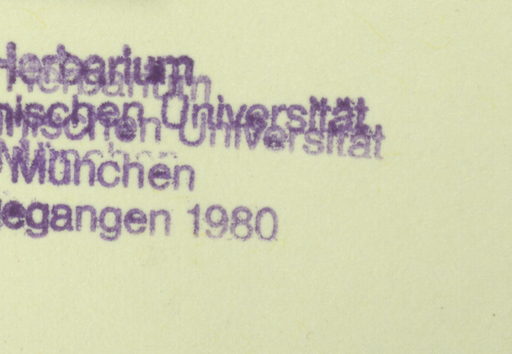 Herbarium
nischen Universität
München
egangen 1980